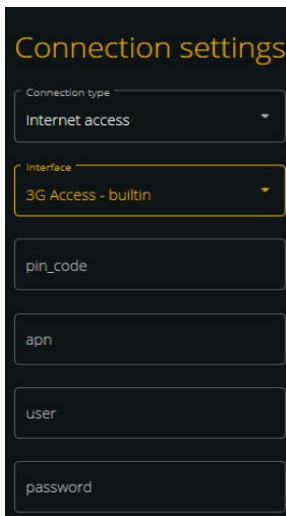 Connection settings
Connection type
Internet access
Interface
3G Access - builtin
pin_code
apn
user
password